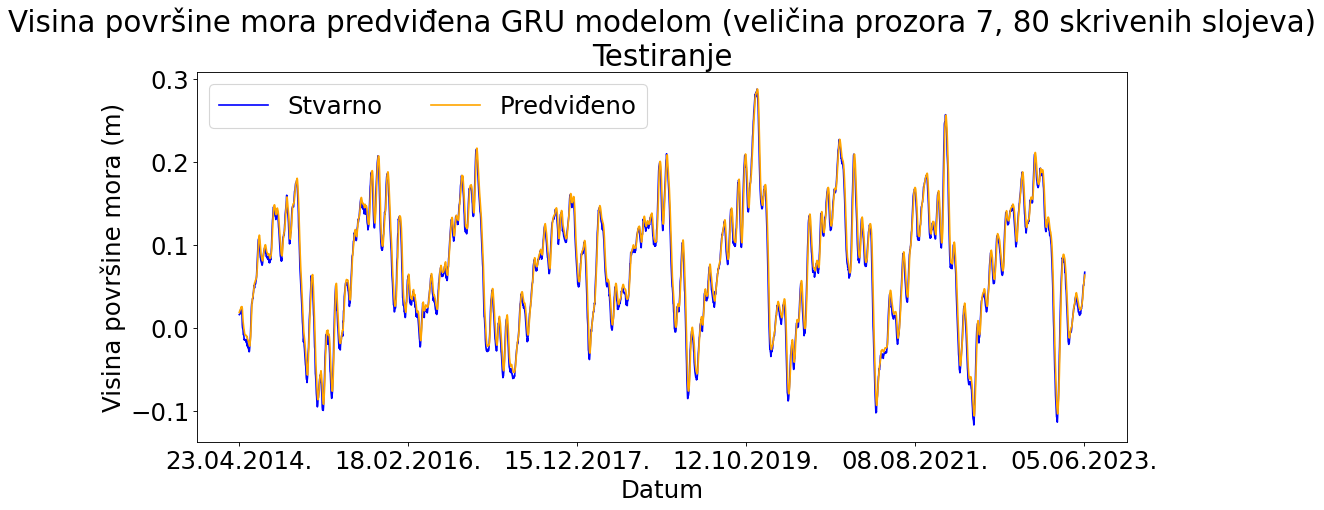 Visina površine mora predviđena GRU modelom (veličina prozora 7, 80 skrivenih slojeva)
Testiranje
Stvarno Predviđeno
Visina površine mora (m)
0.3
0.2
0.1
0.0
−0.1
23.04.2014. 18.02.2016. 15.12.2017. 12.10.2019. 08.08.2021. 05.06.2023.
Datum